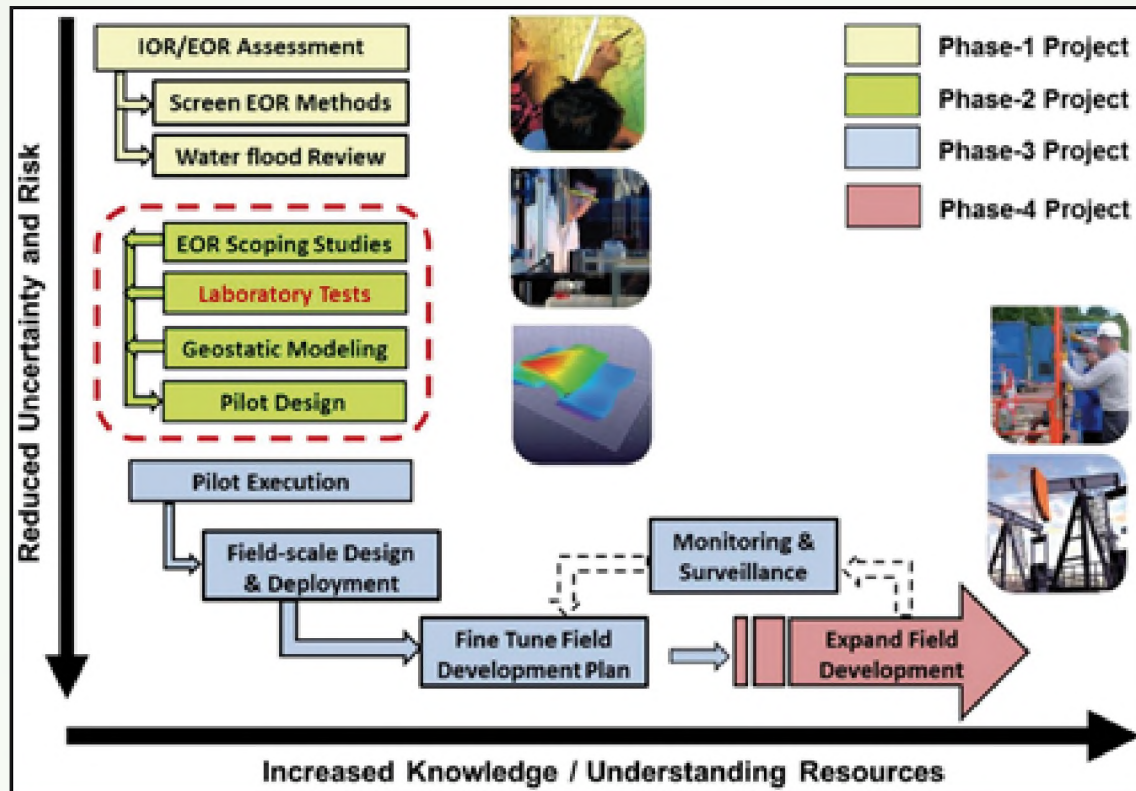 IOR/EOR Assessment
Screen EOR Methods
Water flood Review
EOR Scoping Studies
Laboratory Tests
Geostatic Modeling
Pilot Design
Pilot Execution
Field-scale Design
& Deployment
Fine Tune Field
Development Plan
Monitoring &
Surveillance
Expand Field
Development
Phase-1 Project
Phase-2 Project
Phase-3 Project
Phase-4 Project
Reduced Uncertainty and Risk
Increased Knowledge / Understanding Resources